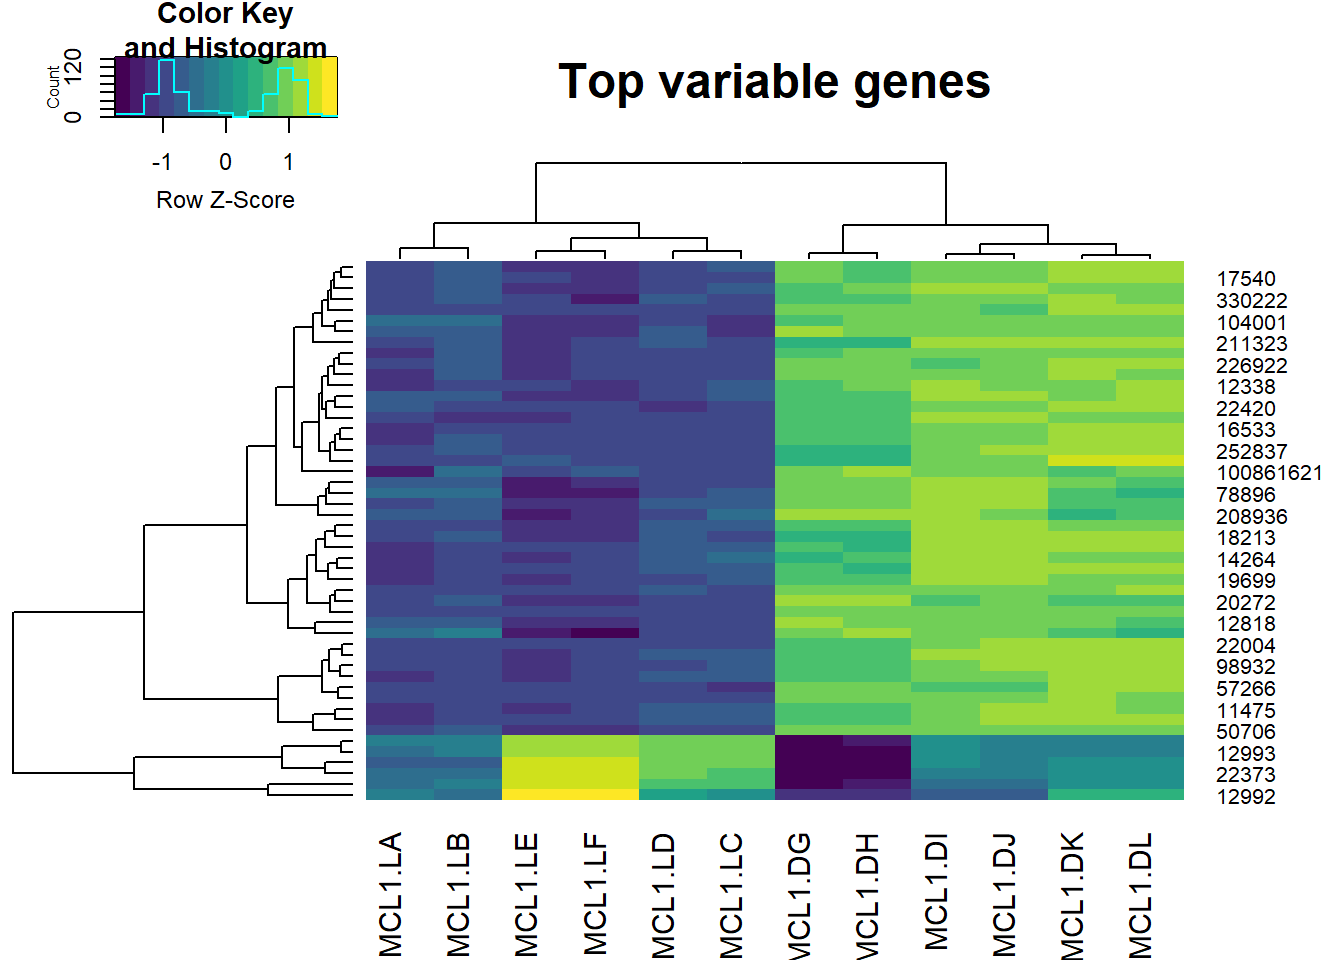 Color Key
and Histogram
Count
0 120
-1 0 1
Row Z-Score
Top variable genes
17540
330222
104001
211323
226922
12338
22420
16533
252837
100861621
78896
208936
18213
14264
19699
20272
12818
22004
98932
57266
11475
50706
12993
22373
12992
MCL1.LA
MCL1.LB
MCL1.LE
MCL1.LF
MCL1.LD
MCL1.LC
MCL1.DG
MCL1.DH
MCL1.DI
MCL1.DJ
MCL1.DK
MCL1.DL